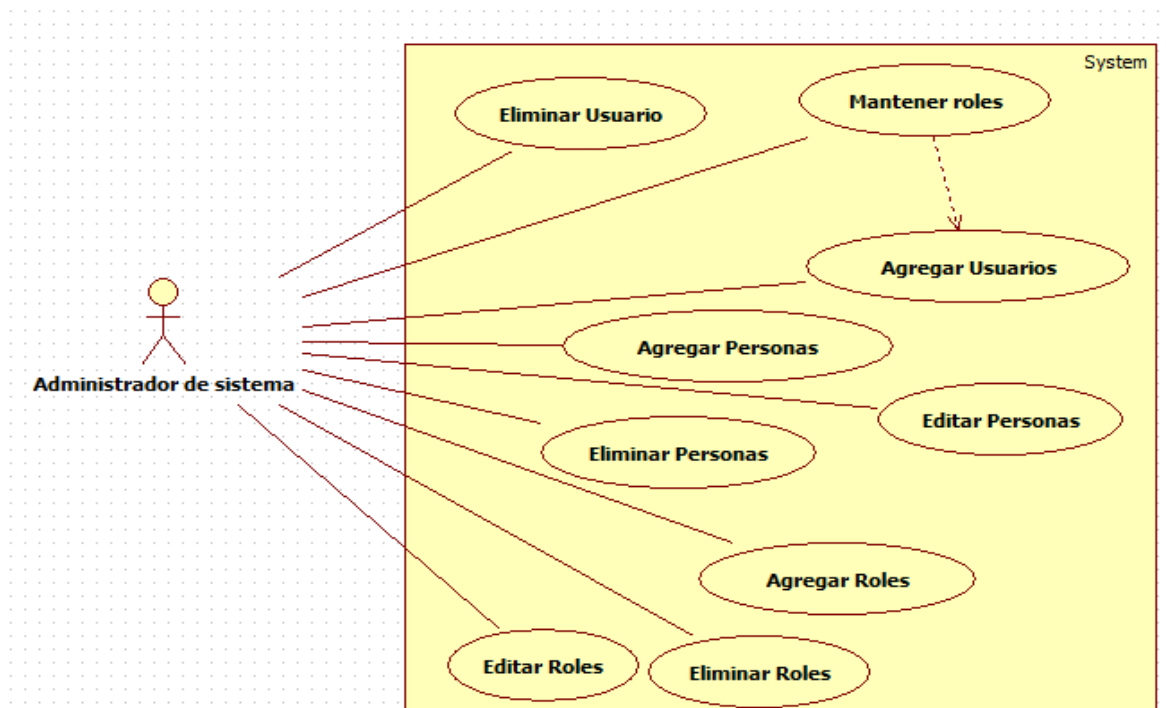 System
Eliminar Usuario
Mantener roles
Agregar Usuarios
Agregar Personas
Administrador de sistema
Editar Personas
Eliminar Personas
Agregar Roles
Editar Roles
Eliminar Roles